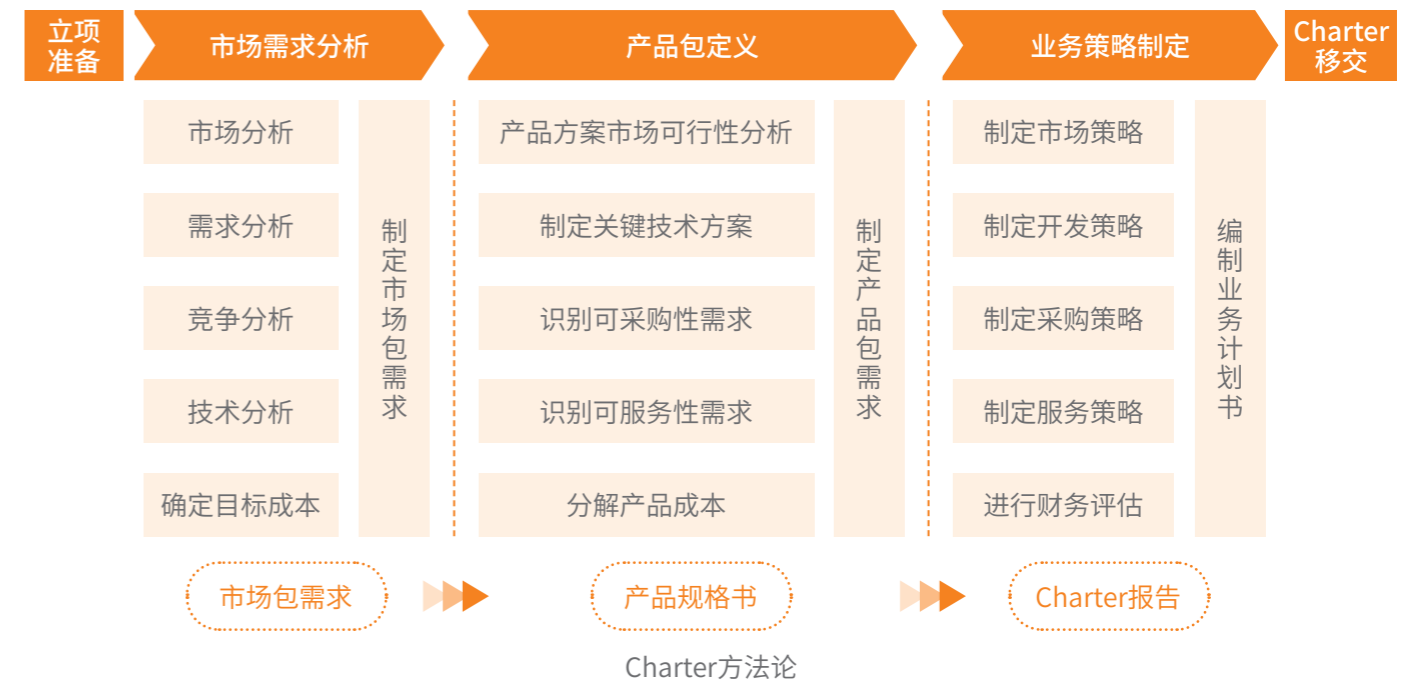 立项
准备
市场需求分析
产品包定义
业务策略制定
Charter
移交
市场分析
需求分析
竞争分析
技术分析
确定目标成本
制定市场包需求
产品方案市场可行性分析
制定关键技术方案
识别可采购性需求
识别可服务性需求
分解产品成本
制定产品包需求
制定市场策略
制定开发策略
制定采购策略
制定服务策略
进行财务评估
编制业务计划书
市场包需求
产品规格书
Charter报告
Charter方法论